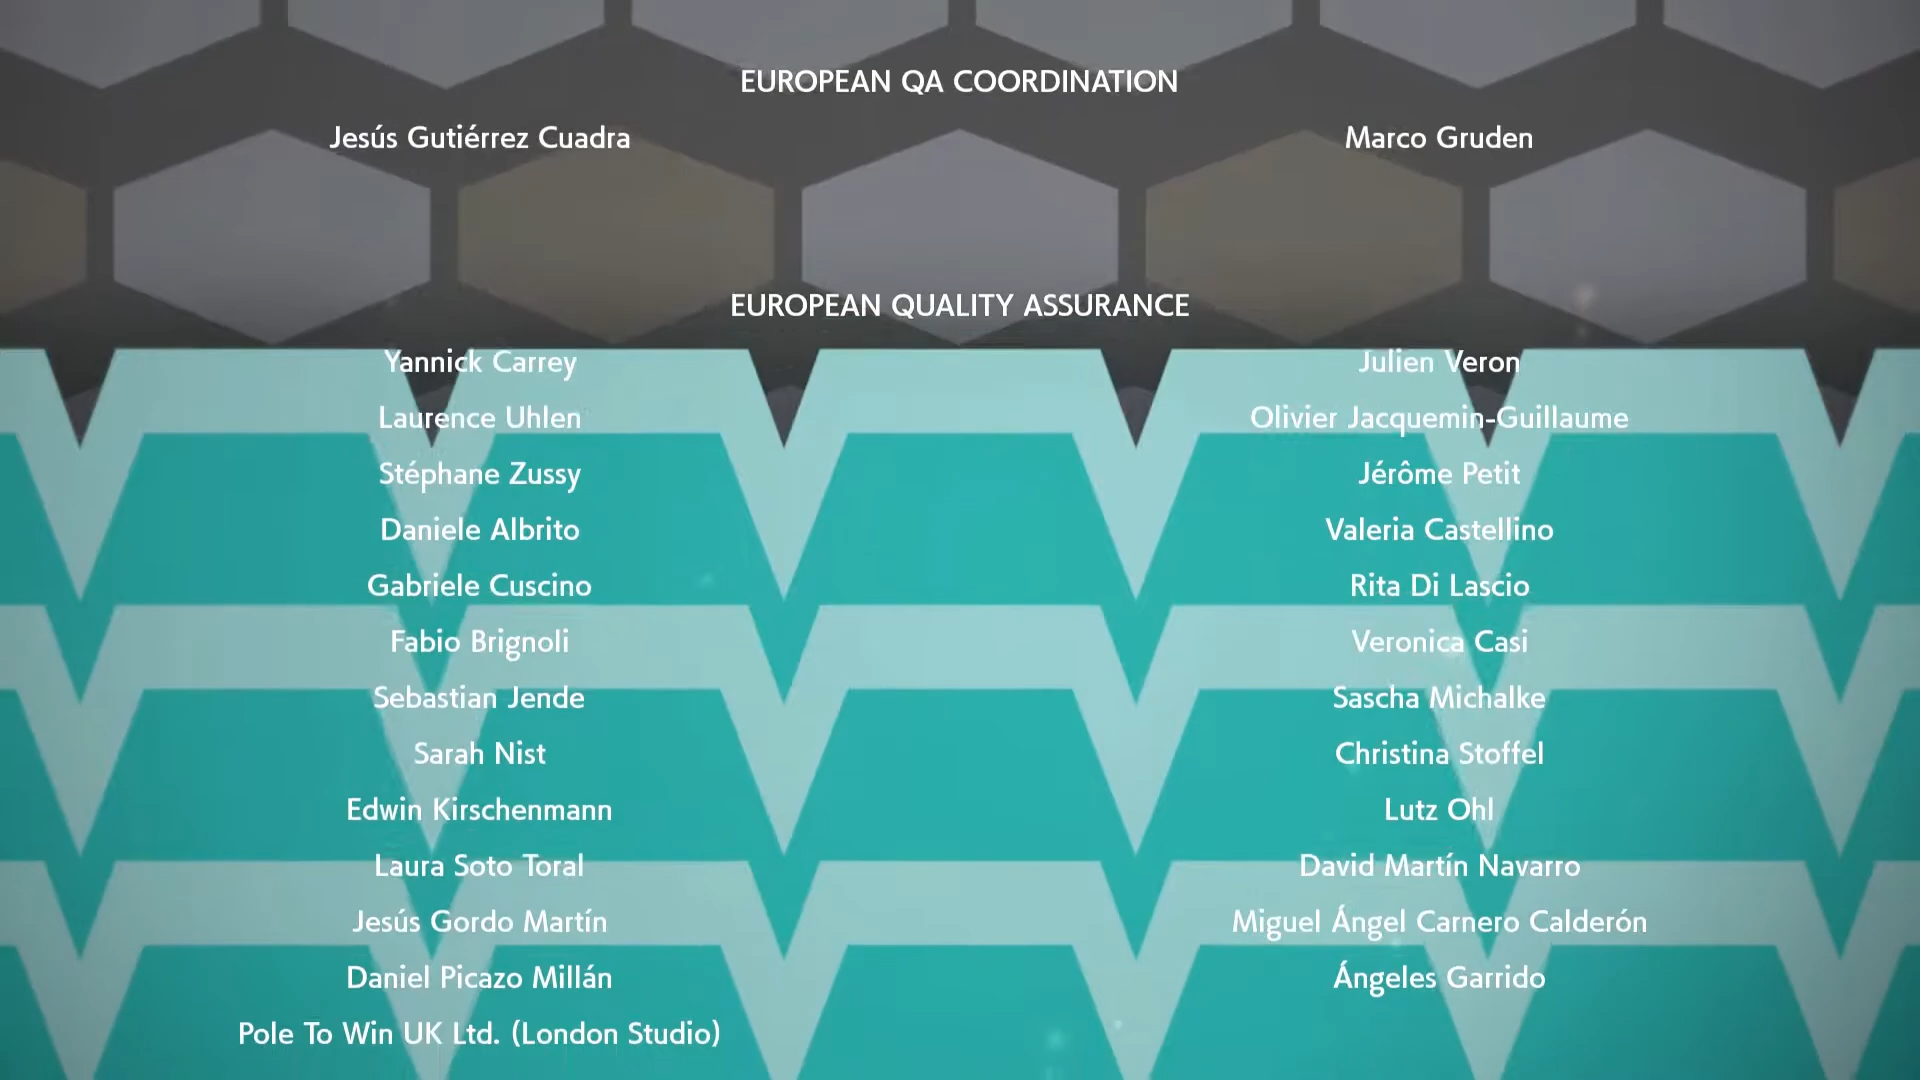 EUROPEAN QA COORDINATION
Jesús Gutiérrez Cuadra Marco Gruden
EUROPEAN QUALITY ASSURANCE
Yannick Carrey Julien Veron
Laurence Uhlen Olivier Jacquemin-Guillaume
Stéphane Zussy Jérôme Petit
Daniele Albrito Valeria Castellino
Gabriele Cuscino Rita Di Lascio
Fabio Brignoli Veronica Casi
Sebastian Jende Sascha Michalke
Sarah Nist Christina Stoffel
Edwin Kirschenmann Lutz Ohl
Laura Soto Toral David Martín Navarro
Jesús Gordo Martín Miguel Ángel Carnero Calderón
Daniel Picazo Millán Ángeles Garrido
Pole To Win UK Ltd. (London Studio)